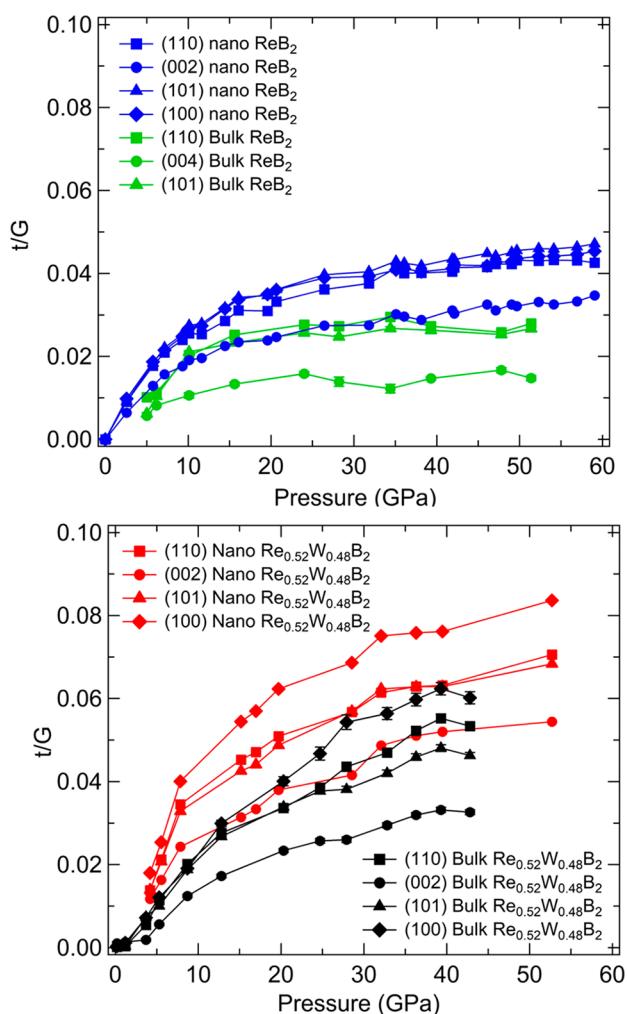 0.10
0.08
0.06
0.04
0.02
0.00
t/G
(110) nano ReB₂
(002) nano ReB₂
(101) nano ReB₂
(100) nano ReB₂
(110) Bulk ReB₂
(004) Bulk ReB₂
(101) Bulk ReB₂
0 10 20 30 40 50 60
Pressure (GPa)
0.10
0.08
0.06
0.04
0.02
0.00
t/G
(110) Nano Re₀.₅₂W₀.₄₈B₂
(002) Nano Re₀.₅₂W₀.₄₈B₂
(101) Nano Re₀.₅₂W₀.₄₈B₂
(100) Nano Re₀.₅₂W₀.₄₈B₂
(110) Bulk Re₀.₅₂W₀.₄₈B₂
(002) Bulk Re₀.₅₂W₀.₄₈B₂
(101) Bulk Re₀.₅₂W₀.₄₈B₂
(100) Bulk Re₀.₅₂W₀.₄₈B₂
0 10 20 30 40 50 60
Pressure (GPa)